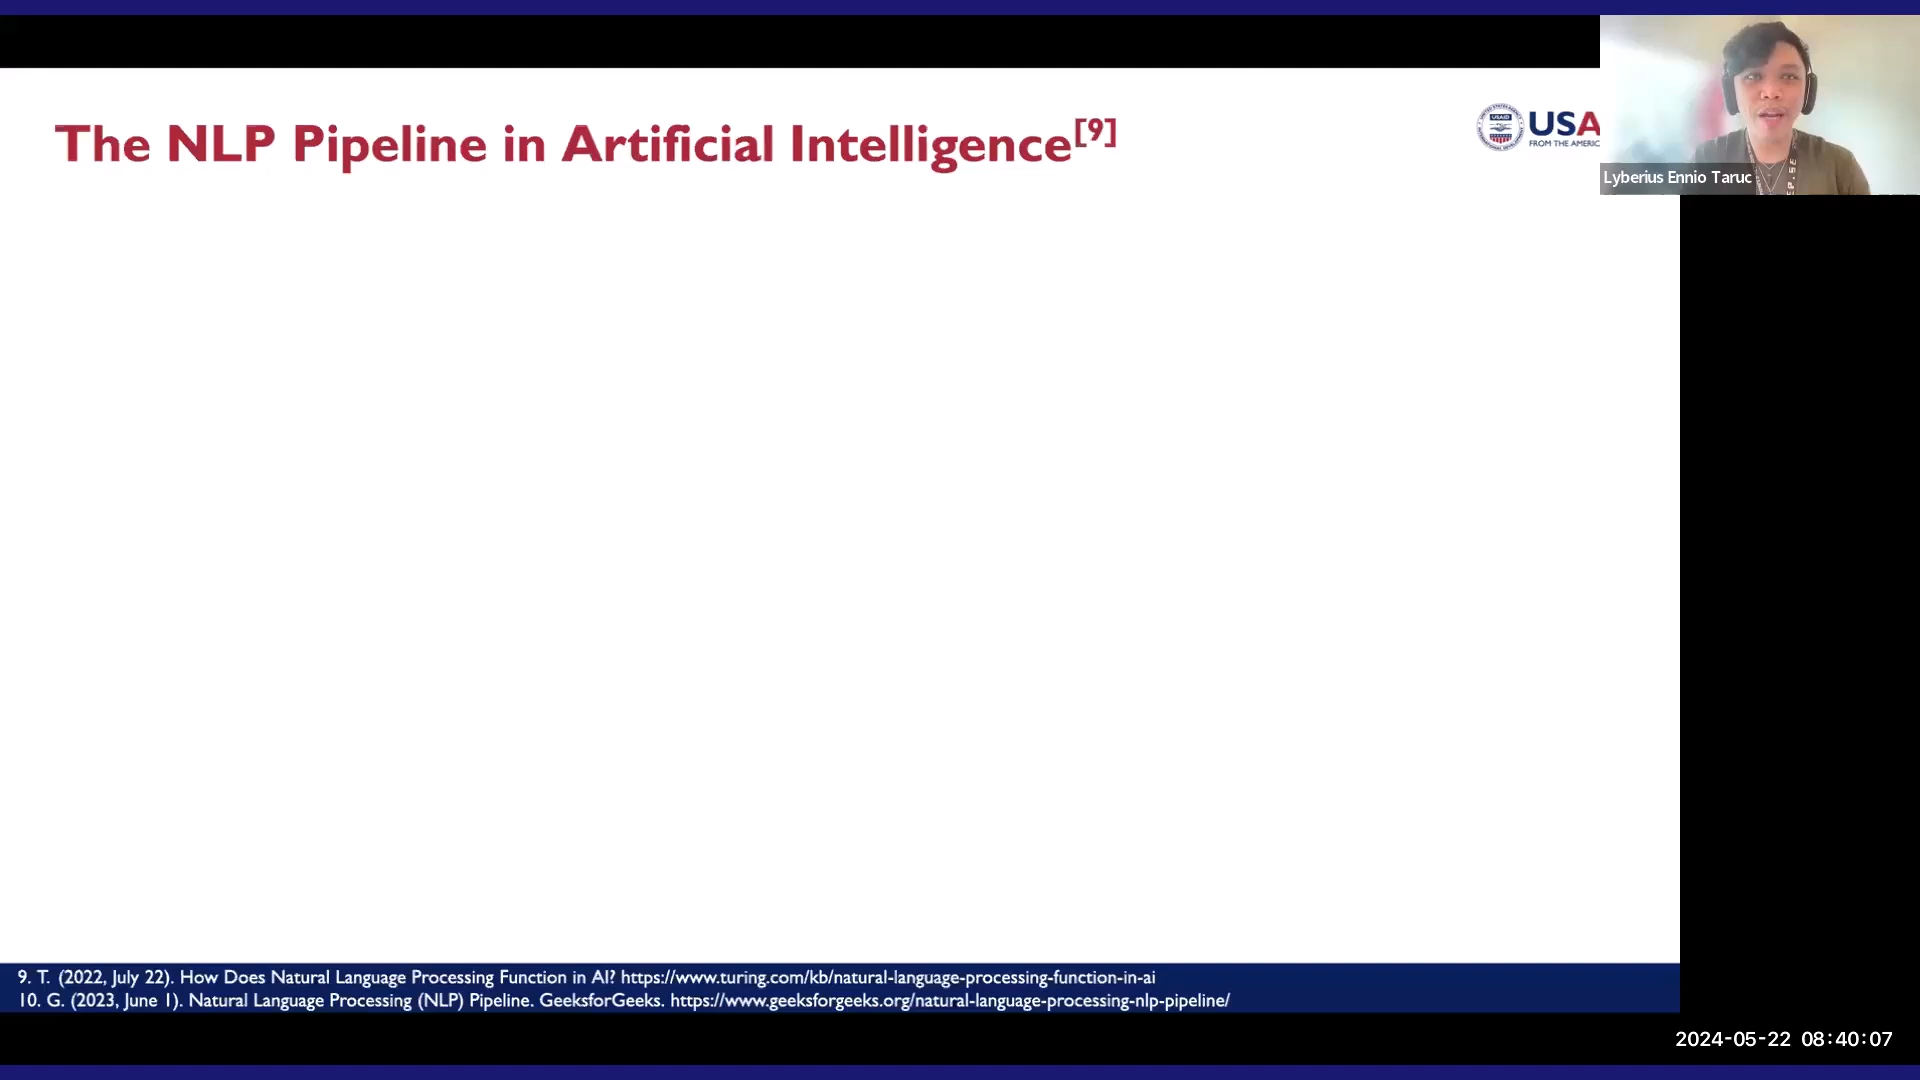 The NLP Pipeline in Artificial Intelligence[9]
USAID
USA
FROM THE AMERIC
Lyberius Ennio Taruc
9. T. (2022, July 22). How Does Natural Language Processing Function in AI? https://www.turing.com/kb/natural-language-processing-function-in-ai
10. G. (2023, June 1). Natural Language Processing (NLP) Pipeline. GeeksforGeeks. https://www.geeksforgeeks.org/natural-language-processing-nlp-pipeline/
2024-05-22 08:40:07